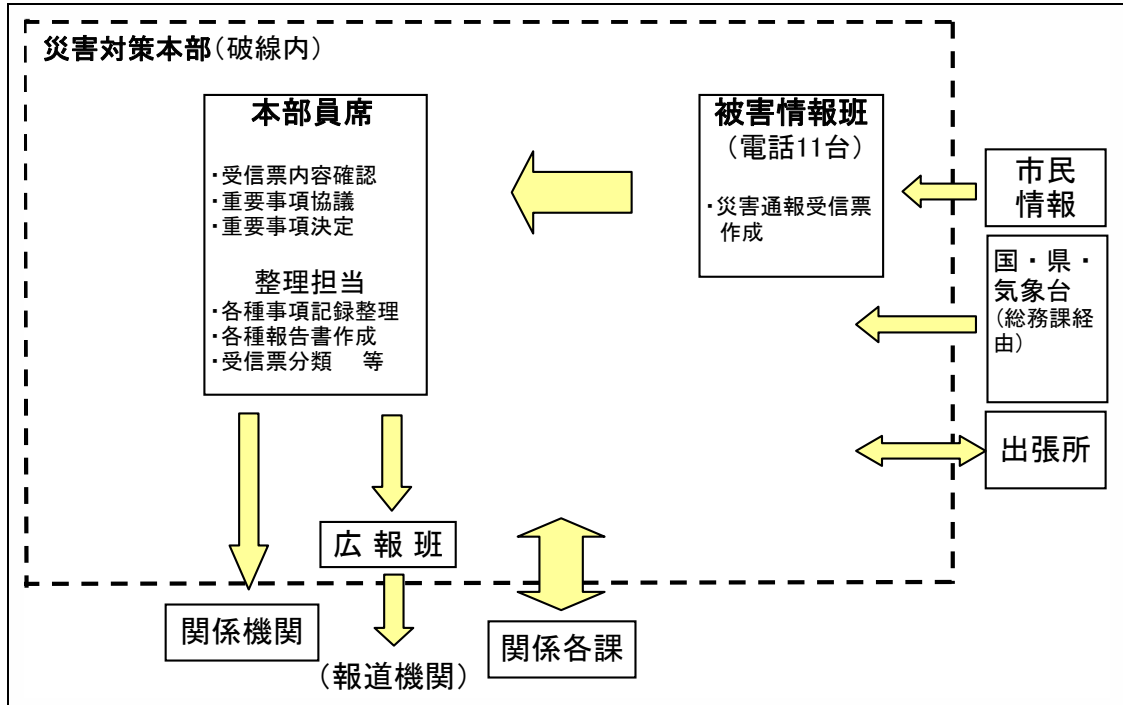 災害対策本部(破線内)
本部員席
・受信票内容確認
・重要事項協議
・重要事項決定
整理担当
・各種事項記録整理
・各種報告書作成
・受信票分類 等
被害情報班
(電話11台)
・災害通報受信票
作成
市民
情報
国・県・
気象台
(総務課経
由)
出張所
広 報 班
関係機関
(報道機関)
関係各課